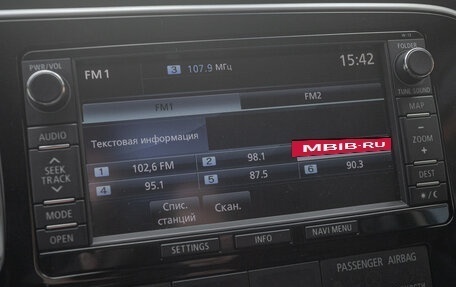 PWR/VOL
FM1
3 107.9 МГц
15:42
FOLDER
TUNE SOUND
FM1
FM2
AUDIO
MAP
Текстовая информация
MBIB-RU
SEEK
TRACK
ZOOM
+
-
1 102,6 FM
2 98.1
6 90.3
4 95.1
5 87.5
DEST
MODE
Спис.
станций
Скан.
OPEN
SETTINGS
INFO
NAVI MENU
PASSENGER AIRBAG